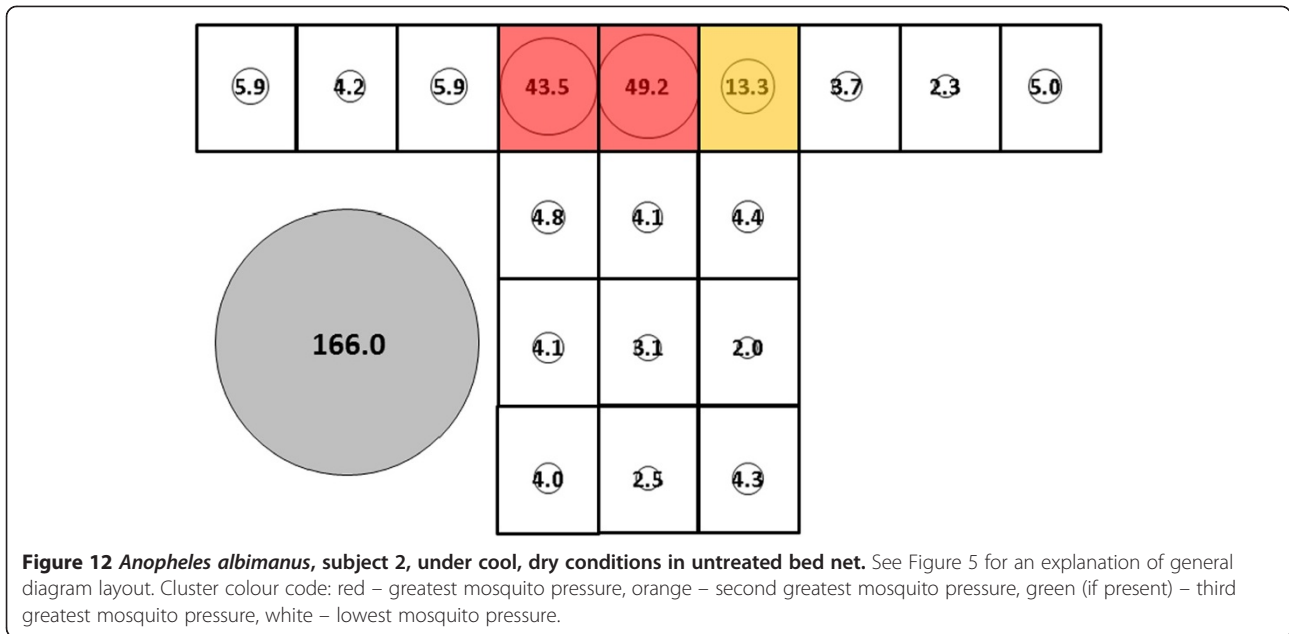 5.9 4.2 5.9 43.5 49.2 13.3 3.7 2.3 5.0
4.8 4.1 4.4
166.0 4.1 3.1 2.0
4.0 2.5 4.3
Figure 12 Anopheles albimanus, subject 2, under cool, dry conditions in untreated bed net. See Figure 5 for an explanation of general
diagram layout. Cluster colour code: red – greatest mosquito pressure, orange – second greatest mosquito pressure, green (if present) – third
greatest mosquito pressure, white – lowest mosquito pressure.